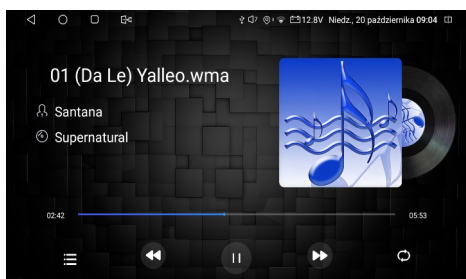 12.8V Niedz., 20 października 09:04
01 (Da Le) Yalleo.wma
Santana
Supernatural
02:42
05:53